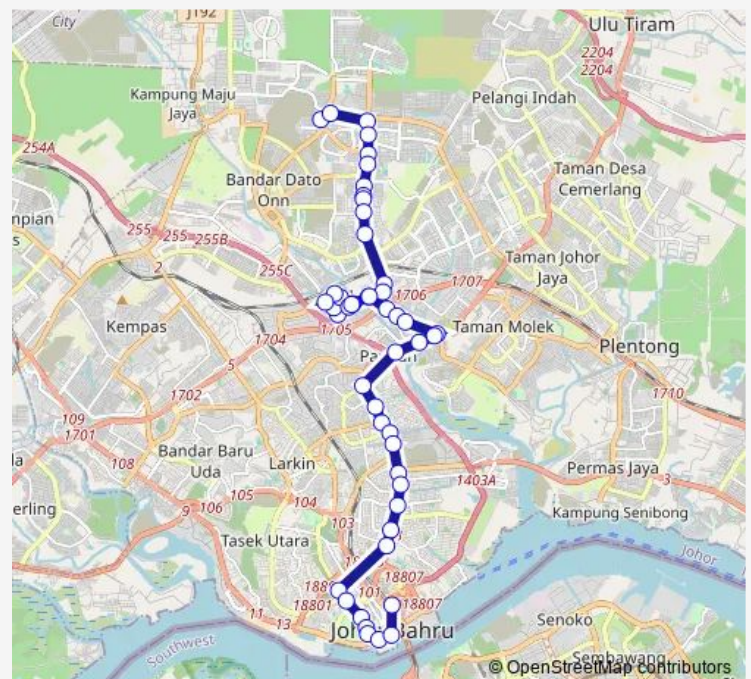 City
J192
Ulu Tiram
2204
2204
Kampung Maju
Jaya
Pelangi Indah
254A
Taman Desa
Cemerlang
Bandar Dato
Onn
255
255
255B
2
255C
Taman Johor
Jaya
1707
1706
Kempas
1705
1704
Taman Molek
Plentong
5
1702
1710
109
1701
108
Bandar Baru
Uda
Larkin
1403A
Permas Jaya
3
105
104
9
106
103
Kampung Senibong
Tasek Utara
Johor
18807
101
18807
18801
11
13
Senoko
Southwest
Sembawang
© OpenStreetMap contributors